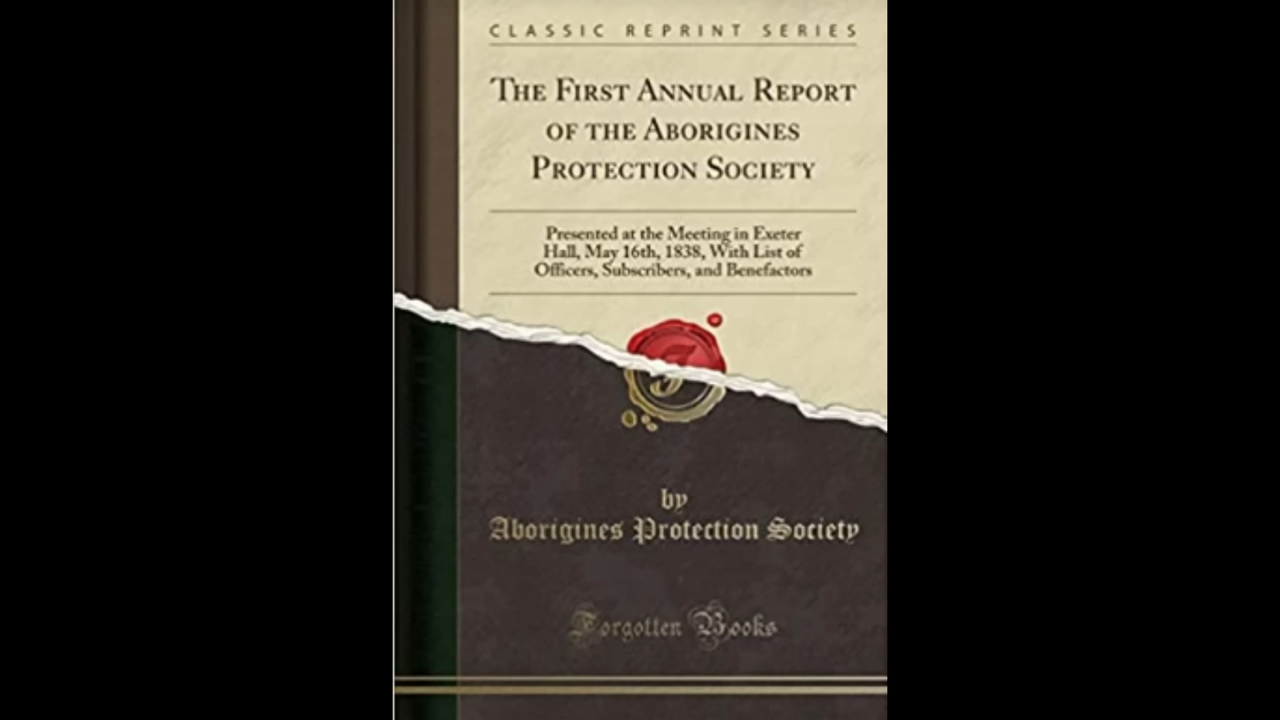 CLASSIC REPRINT SERIES
THE FIRST ANNUAL REPORT
OF THE ABORIGINES
PROTECTION SOCIETY
Presented at the Meeting in Exeter
Hall, May 16th, 1838, With List of
Officers, Subscribers, and Benefactors
by
Aborigines Protection Society
Forgotten Books